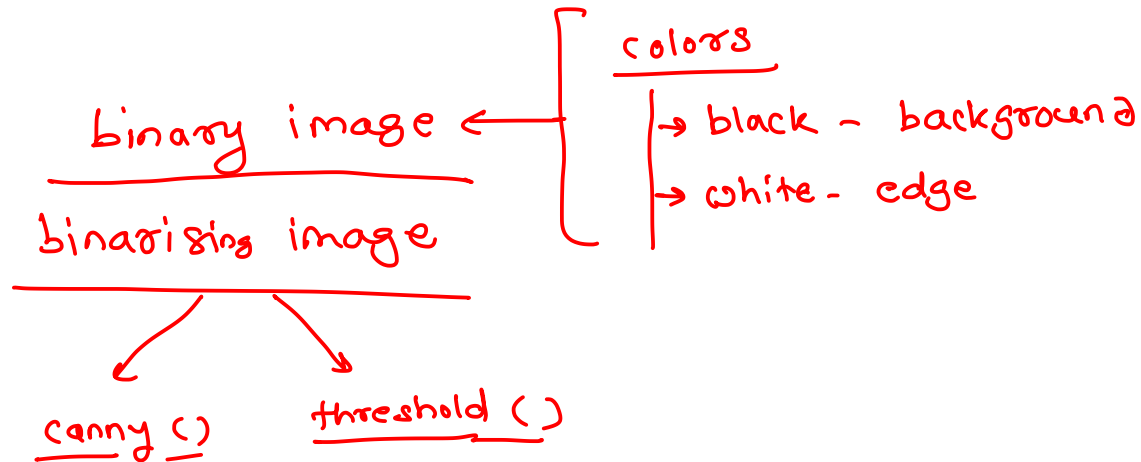 colors
binary image
black - background
white - edge
binarising image
canny ()
threshold ()